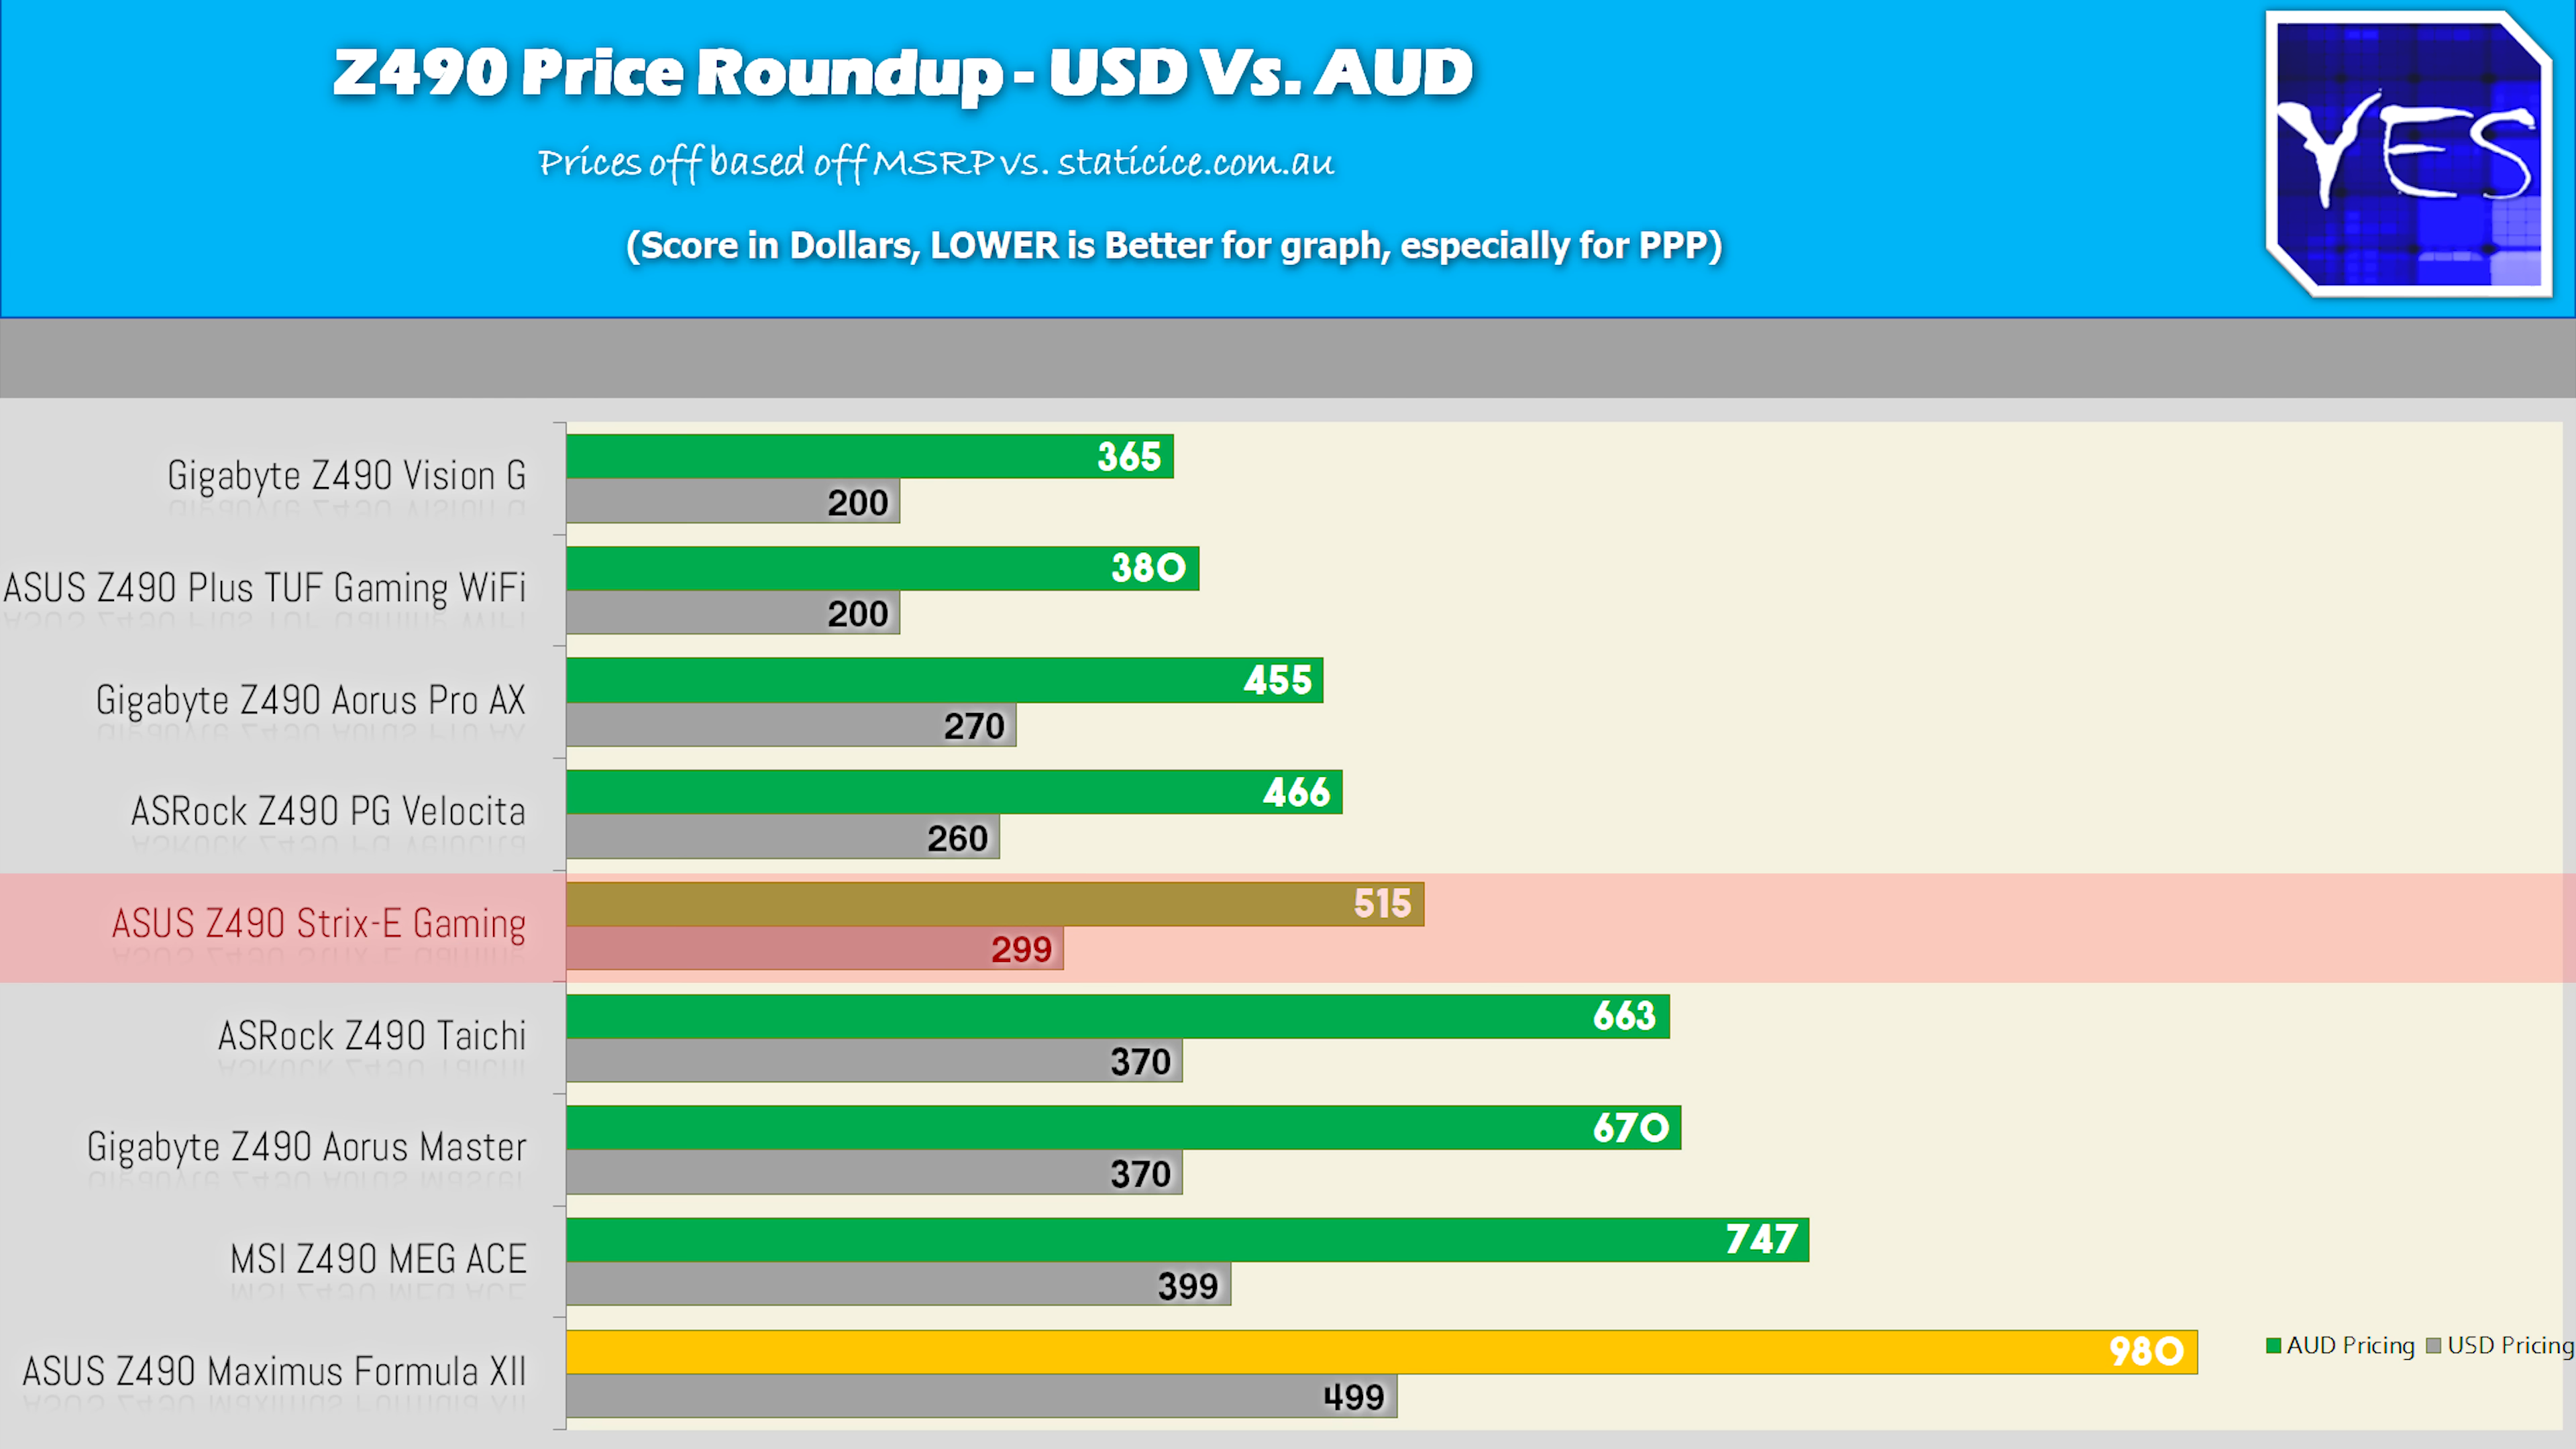 Z490 Price Roundup - USD Vs. AUD
Prices off based off MSRP vs. staticice.com.au
(Score in Dollars, LOWER is Better for graph, especially for PPP)
YES
Gigabyte Z490 Vision G
365
200
ASUS Z490 Plus TUF Gaming WiFi
380
200
Gigabyte Z490 Aorus Pro AX
455
270
ASRock Z490 PG Velocita
466
260
ASUS Z490 Strix-E Gaming
515
299
ASRock Z490 Taichi
663
370
Gigabyte Z490 Aorus Master
670
370
MSI Z490 MEG ACE
747
399
ASUS Z490 Maximus Formula XII
980
499
AUD Pricing USD Pricing